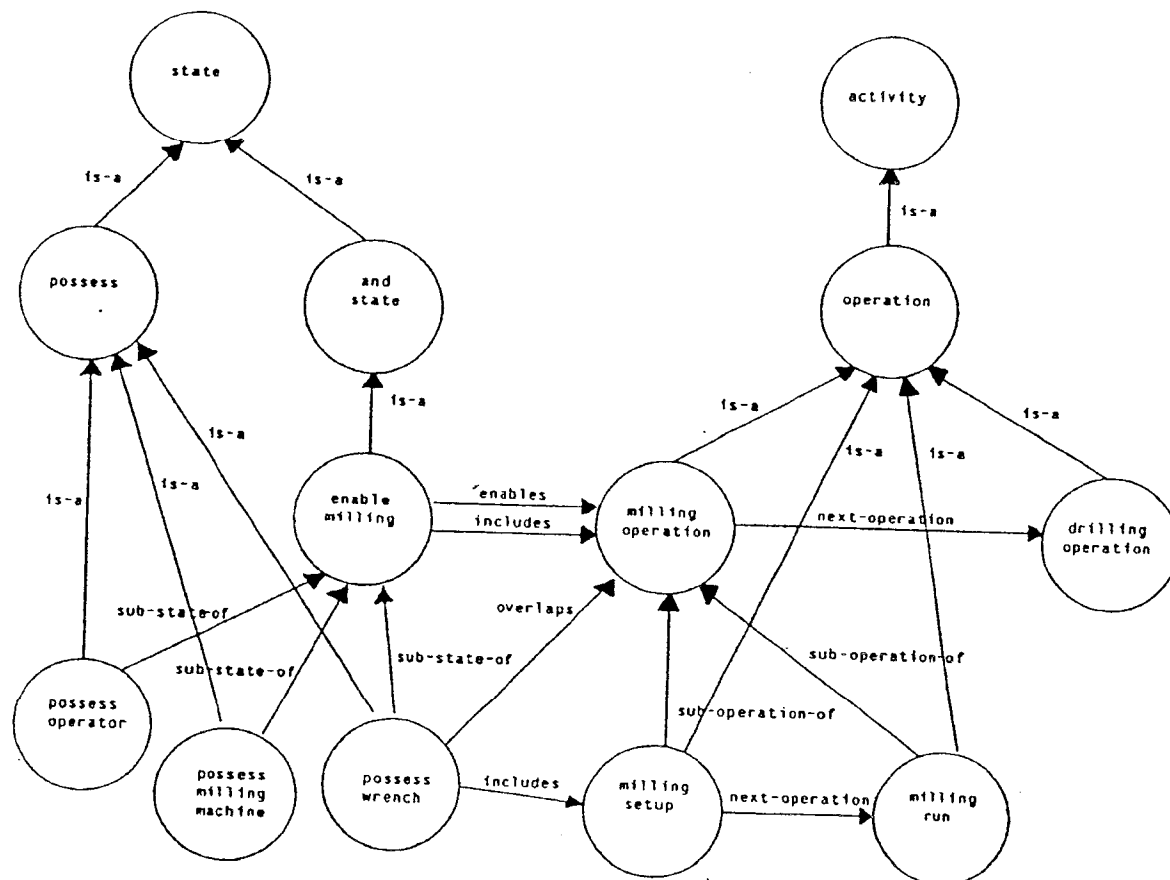 state
activity
is-a
is-a
is-a
possess
and
state
operation
is-a
is-a
is-a
is-a
is-a
is-a
is-a
is-a
enable
milling
enables
includes
milling
operation
next-operation
drilling
operation
sub-state-of
overlaps
sub-state-of
sub-state-of
sub-operation-of
possess
operator
sub-operation-of
possess
milling
machine
possess
wrench
includes
milling
setup
next-operation
milling
run